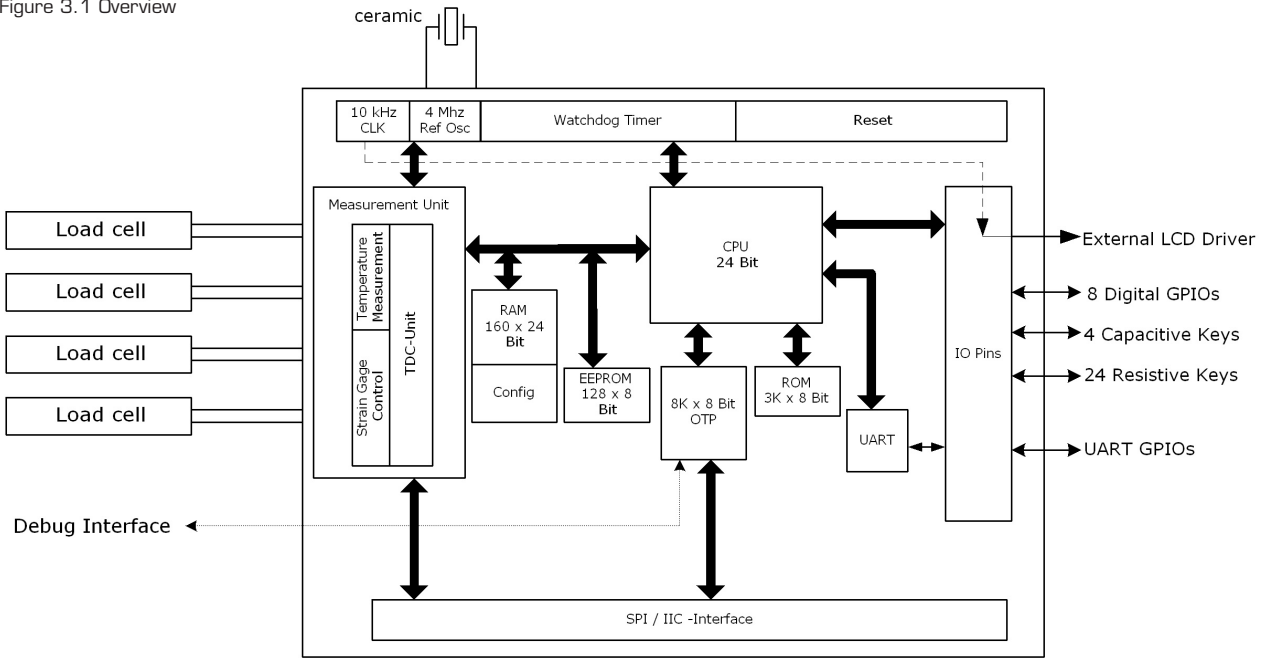 Figure 3.1 Overview
ceramic
10 kHz
CLK
4 Mhz
Ref Osc
Watchdog Timer
Reset
Measurement Unit
Temperature
Measurement
Strain Gage
Control
TDC-Unit
Load cell
Load cell
Load cell
Load cell
CPU
24 Bit
RAM
160 x 24
Bit
Config
EEPROM
128 x 8
Bit
8K x 8 Bit
OTP
ROM
3K x 8 Bit
UART
IO Pins
External LCD Driver
8 Digital GPIOs
4 Capacitive Keys
24 Resistive Keys
UART GPIOs
Debug Interface
SPI / IIC -Interface